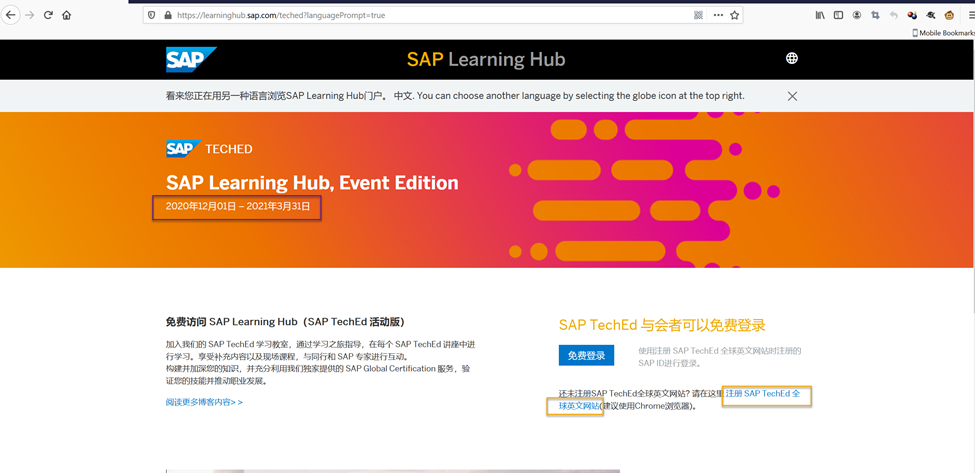 https://learninghub.sap.com/teched?languagePrompt=true
Mobile Bookmarks
SAP
SAP Learning Hub
看来您正在用另一种语言浏览SAP Learning Hub门户。 中文. You can choose another language by selecting the globe icon at the top right.
SAP TECHED
SAP Learning Hub, Event Edition
2020年12月01日 – 2021年3月31日
免费访问 SAP Learning Hub（SAP TechEd 活动版）
加入我们的 SAP TechEd 学习教室，通过学习之旅指导，在每个 SAP TechEd 讲座中进
行学习。享受补充内容以及现场课程，与同行和 SAP 专家进行互动。
构建并加深您的知识，并充分利用我们独家提供的 SAP Global Certification 服务，验
证您的技能并推动职业发展。
阅读更多博客内容> >
SAP TechEd 与会者可以免费登录
免费登录
使用注册 SAP TechEd 全球英文网站时注册的
SAP ID进行登录。
还未注册SAP TechEd全球英文网站? 请在这里 注册 SAP TechEd 全
球英文网站(建议使用Chrome浏览器)。